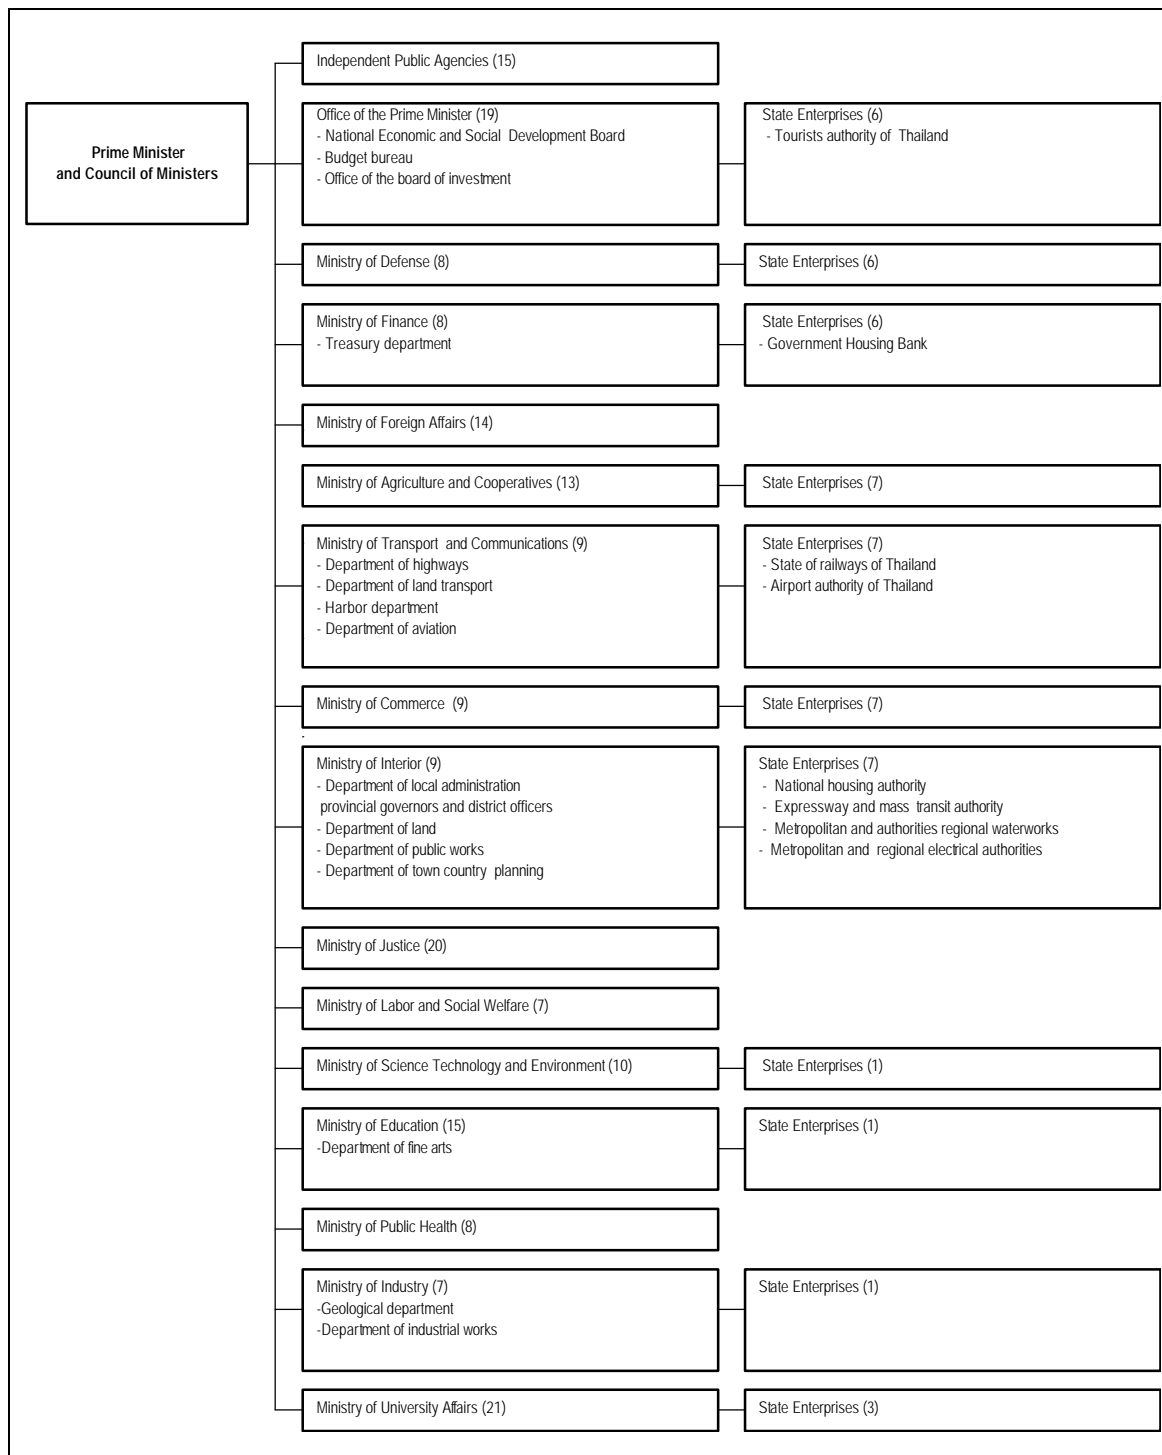 Independent Public Agencies (15)
Prime Minister
and Council of Ministers
Office of the Prime Minister (19)
- National Economic and Social Development Board
- Budget bureau
- Office of the board of investment
State Enterprises (6)
- Tourists authority of Thailand
Ministry of Defense (8)
State Enterprises (6)
Ministry of Finance (8)
- Treasury department
State Enterprises (6)
- Government Housing Bank
Ministry of Foreign Affairs (14)
Ministry of Agriculture and Cooperatives (13)
State Enterprises (7)
Ministry of Transport and Communications (9)
- Department of highways
- Department of land transport
- Harbor department
- Department of aviation
State Enterprises (7)
- State of railways of Thailand
- Airport authority of Thailand
Ministry of Commerce (9)
State Enterprises (7)
Ministry of Interior (9)
- Department of local administration
provincial governors and district officers
- Department of land
- Department of public works
- Department of town country planning
State Enterprises (7)
- National housing authority
- Expressway and mass transit authority
- Metropolitan and authorities regional waterworks
- Metropolitan and regional electrical authorities
Ministry of Justice (20)
Ministry of Labor and Social Welfare (7)
Ministry of Science Technology and Environment (10)
State Enterprises (1)
Ministry of Education (15)
-Department of fine arts
State Enterprises (1)
Ministry of Public Health (8)
Ministry of Industry (7)
-Geological department
-Department of industrial works
State Enterprises (1)
Ministry of University Affairs (21)
State Enterprises (3)